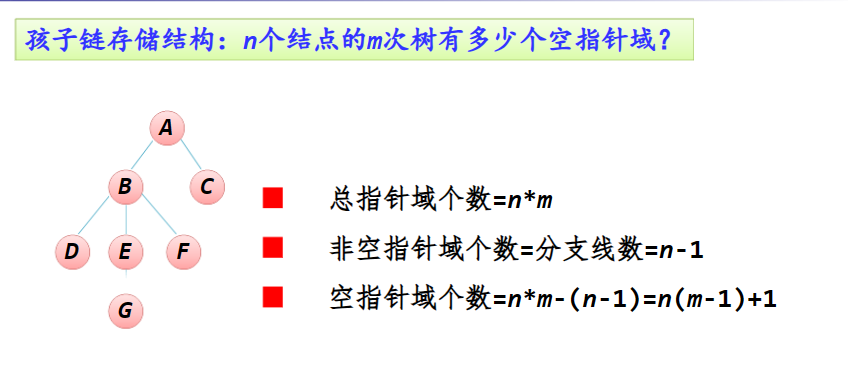 孩子链存储结构：n个结点的m次树有多少个空指针域？
A
B C
D E F
G
总指针域个数=n*m
非空指针域个数=分支线数=n-1
空指针域个数=n*m-(n-1)=n(m-1)+1